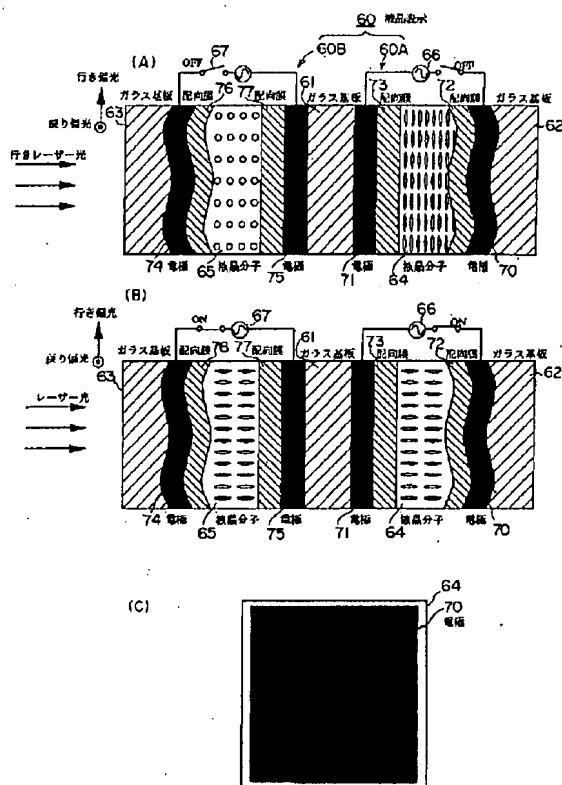 60 液晶表示
(A) OFF 67 60B 60A 66 OFF
行き偏光 76 77 61 73 72
ガラス基板 配向膜 配向膜 ガラス基板 配向膜 配向膜 ガラス基板
戻り偏光 63 62
行きレーザー光
65 64
74 電極 液晶分子 75 電極 71 電極 液晶分子 電極 70
(B) ON 67 66 ON
行き偏光 61 73 72
ガラス基板 配向膜 76 77 配向膜 ガラス基板 配向膜 配向膜 ガラス基板
戻り偏光 63 62
レーザー光
74 電極 65 液晶分子 75 電極 71 電極 64 液晶分子 電極 70
(C) 64
70
電極